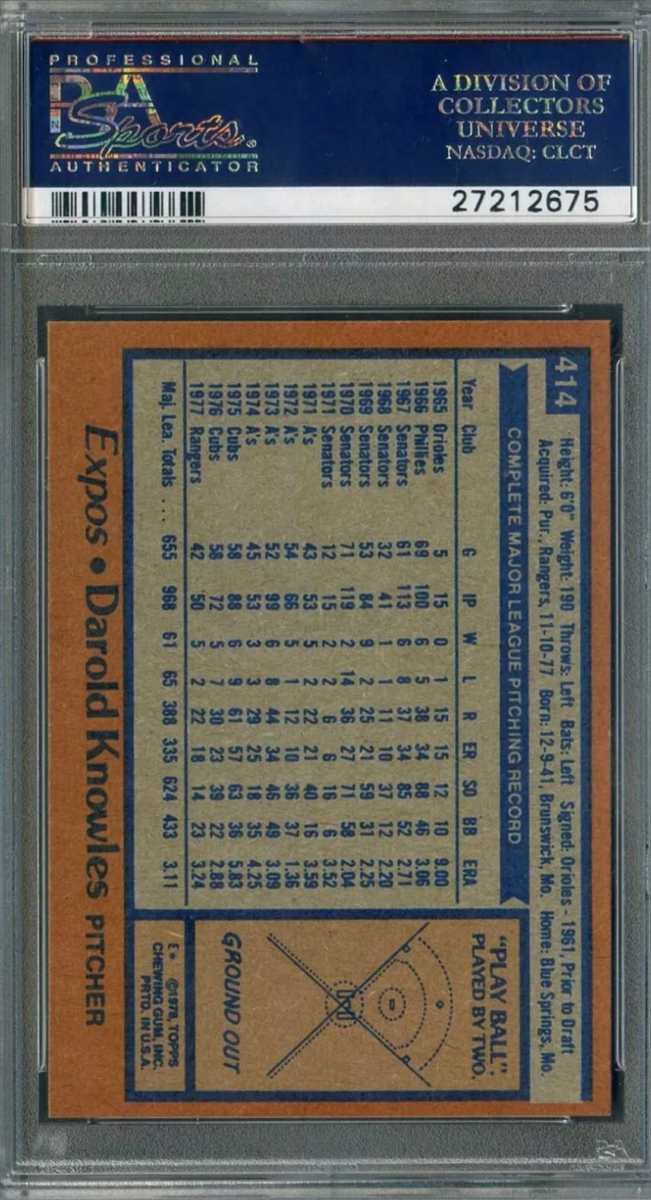 PROFESSIONAL
PSA
Sports®
AUTHENTICATOR
A DIVISION OF
COLLECTORS
UNIVERSE
NASDAQ: CLCT
27212675
414
Height: 6'0" Weight: 190 Throws: Left Bats: Left Signed: Orioles - 1961, Prior to Draft
Acquired: Pur., Rangers, 11-10-77 Born: 12-9-41, Brunswick, Mo. Home: Blue Springs, Mo.
COMPLETE MAJOR LEAGUE PITCHING RECORD
Year Club G IP W L R ER SO BB ERA
1965 Orioles 5 15 0 1 15 15 12 10 9.00
1966 Phillies 69 100 6 5 38 34 88 46 3.06
1967 Senators 61 113 6 8 37 34 85 52 2.71
1968 Senators 32 41 1 1 11 10 37 12 2.20
1969 Senators 53 84 9 2 25 21 59 31 2.25
1970 Senators 71 119 2 14 36 27 71 58 2.04
1971 Senators 12 15 2 2 6 6 16 6 3.52
1971 A's 43 53 5 2 22 21 40 16 3.59
1972 A's 54 66 5 1 12 10 36 37 1.36
1973 A's 52 99 6 8 44 34 46 49 3.09
1974 A's 45 53 3 3 29 25 18 35 4.25
1975 Cubs 58 88 6 9 61 57 63 36 5.83
1976 Cubs 58 72 5 7 30 23 39 22 2.88
1977 Rangers 42 50 5 2 22 18 14 23 3.24
Maj. Lea. Totals ... 655 968 61 65 388 335 624 433 3.11
"PLAY BALL".
PLAYED BY TWO.
GROUND OUT
E* ©1978, TOPPS
CHEWING GUM, INC.
PRTD. IN U.S.A.
Expos • Darold Knowles PITCHER
PSA